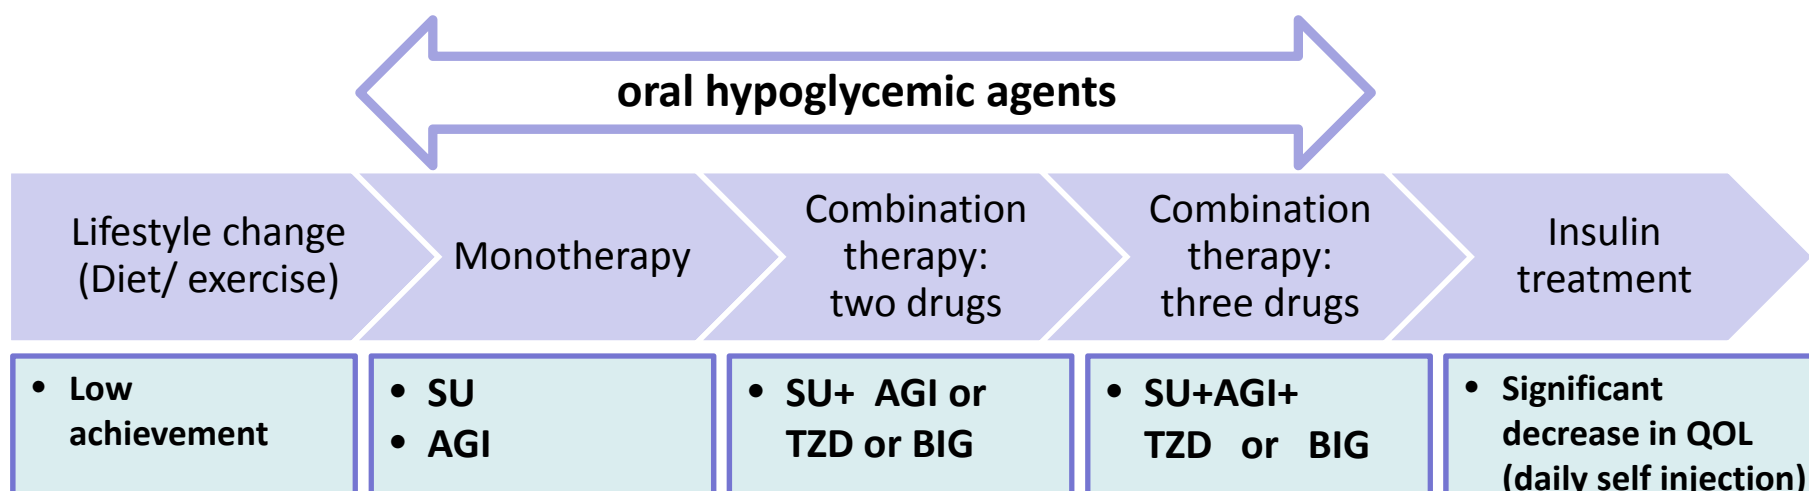 oral hypoglycemic agents
Lifestyle change
(Diet/ exercise)
Monotherapy
Combination
therapy:
two drugs
Combination
therapy:
three drugs
Insulin
treatment
• Low
achievement
• SU
• AGI
• SU+ AGI or
TZD or BIG
• SU+AGI+
TZD or BIG
• Significant
decrease in QOL
(daily self injection)